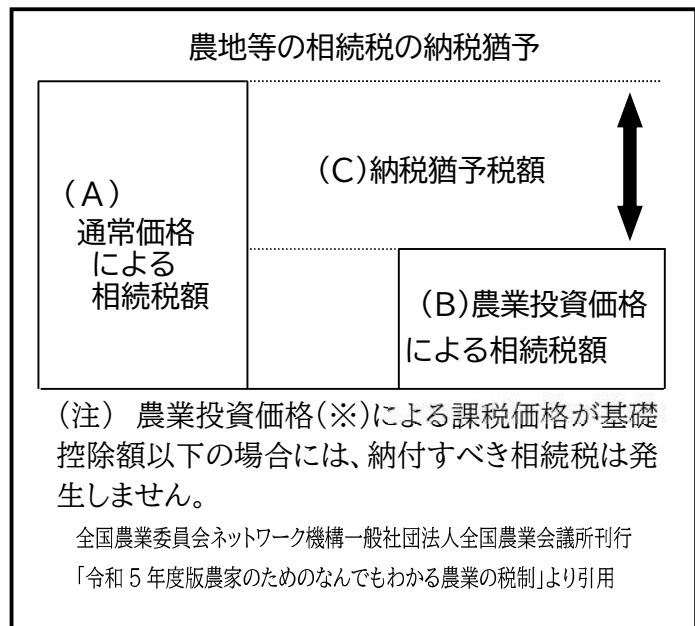 農地等の相続税の納税猶予
(C)納税猶予税額
(A)
通常価格
による
相続税額
(B)農業投資価格
による相続税額
(注) 農業投資価格(※)による課税価格が基礎
控除額以下の場合には、納付すべき相続税は発
生しません。
全国農業委員会ネットワーク機構一般社団法人全国農業会議所刊行
「令和5年度版農家のためのなんでもわかる農業の税制」より引用